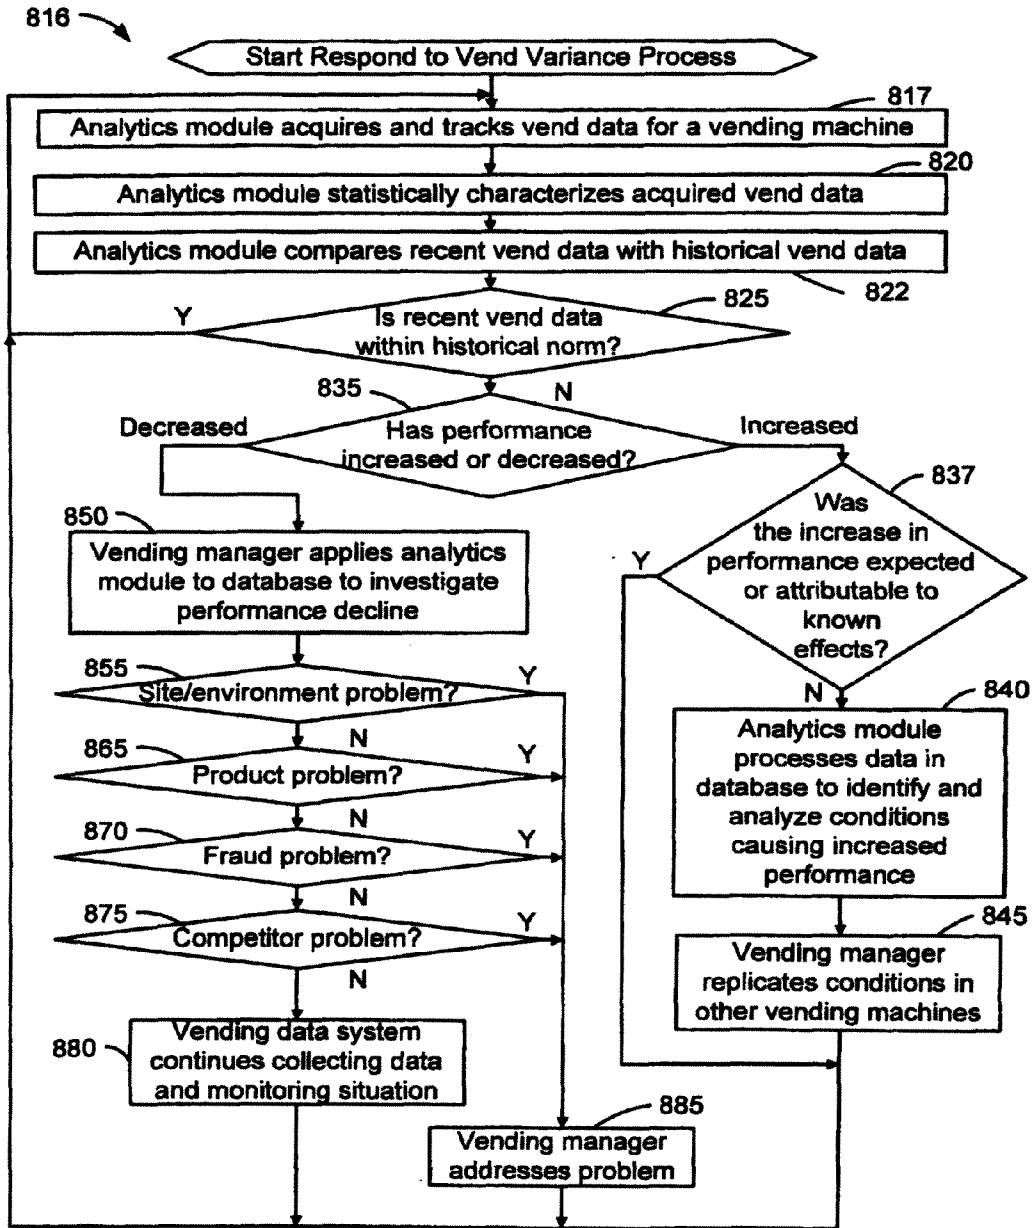 816
Start Respond to Vend Variance Process
817
Analytics module acquires and tracks vend data for a vending machine
820
Analytics module statistically characterizes acquired vend data
Analytics module compares recent vend data with historical vend data
822
825
Y
Is recent vend data
within historical norm?
N
835
Decreased
Has performance
increased or decreased?
Increased
837
Was
the increase in
performance expected
or attributable to
known
effects?
Y
N
850
Vending manager applies analytics
module to database to investigate
performance decline
855
Site/environment problem?
Y
N
865
Product problem?
Y
N
870
Fraud problem?
Y
N
875
Competitor problem?
Y
N
840
Analytics module
processes data in
database to identify and
analyze conditions
causing increased
performance
845
Vending manager
replicates conditions in
other vending machines
880
Vending data system
continues collecting data
and monitoring situation
885
Vending manager
addresses problem